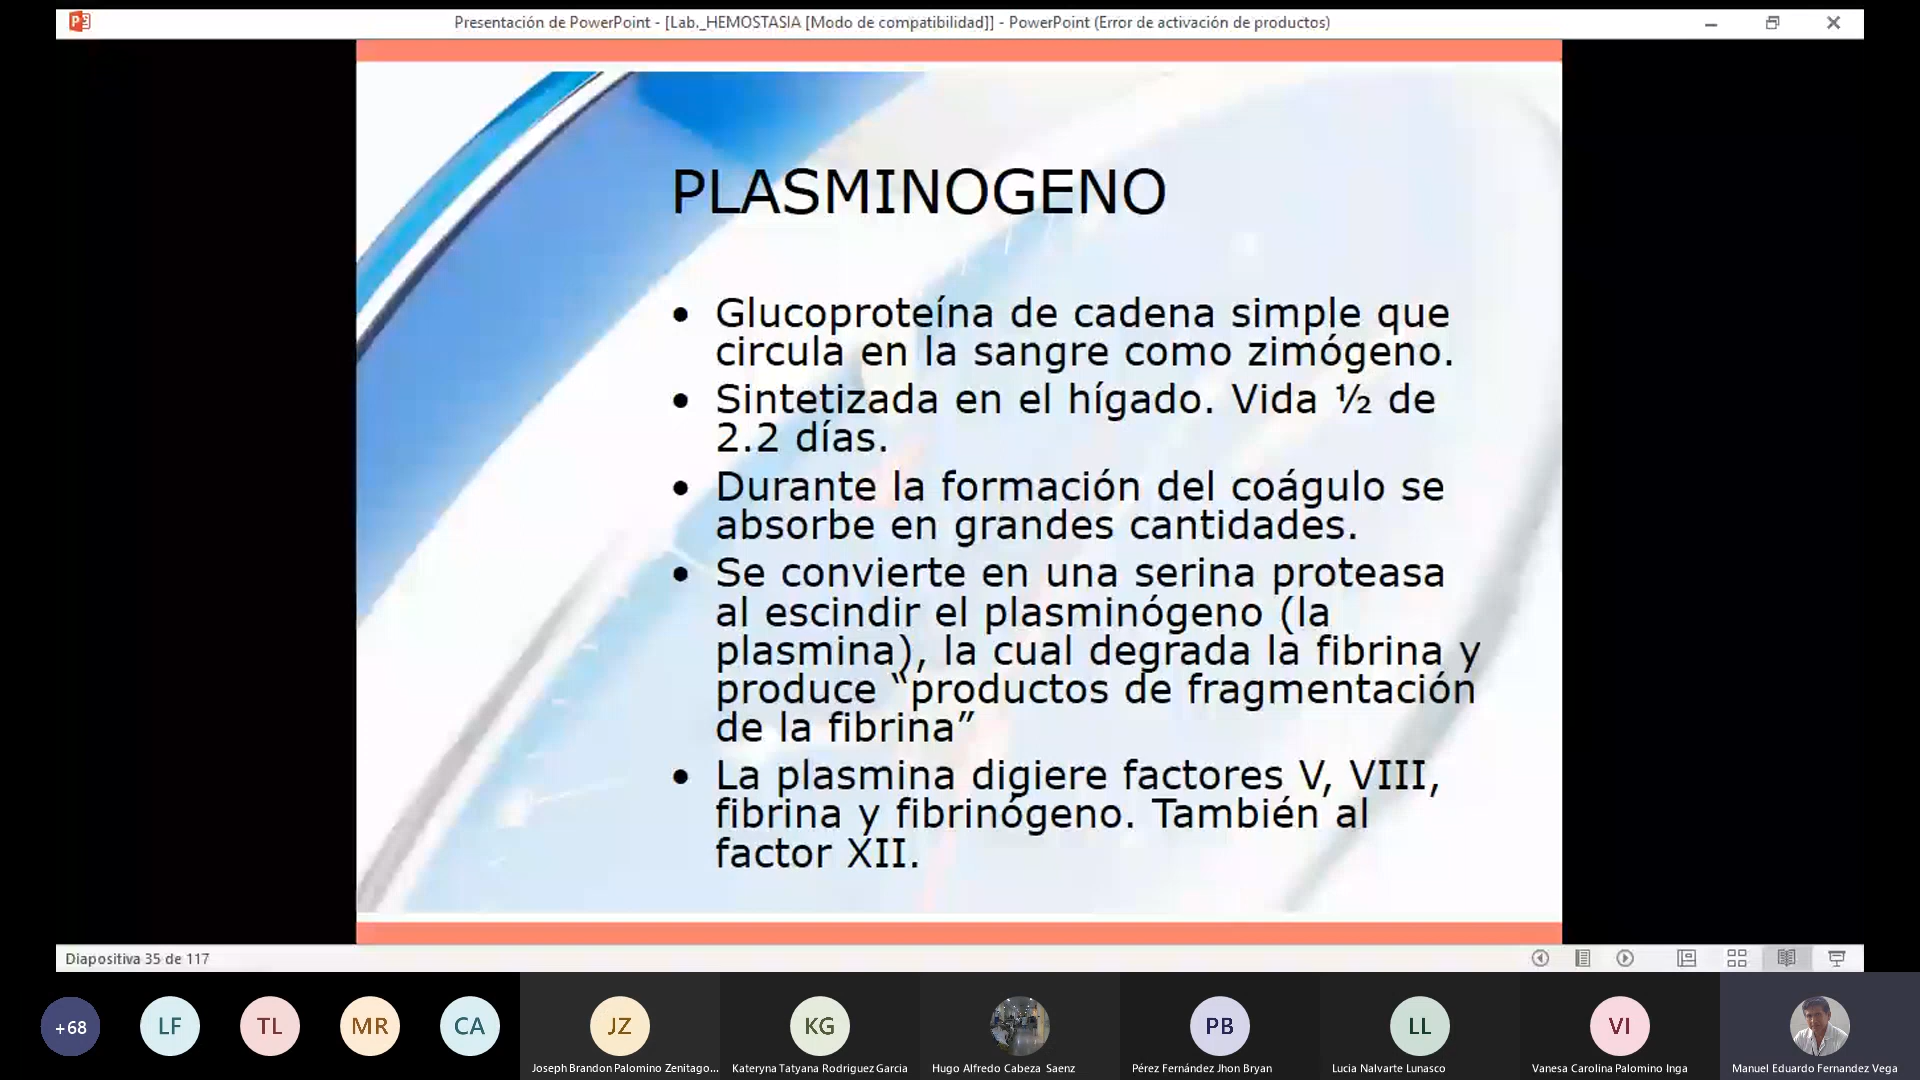 Presentación de PowerPoint - [Lab._HEMOSTASIA [Modo de compatibilidad]] - PowerPoint (Error de activación de productos)
PLASMINOGENO
• Glucoproteína de cadena simple que
circula en la sangre como zimógeno.
• Sintetizada en el hígado. Vida ½ de
2.2 días.
• Durante la formación del coágulo se
absorbe en grandes cantidades.
• Se convierte en una serina proteasa
al escindir el plasminógeno (la
plasmina), la cual degrada la fibrina y
produce “productos de fragmentación
de la fibrina”
• La plasmina digiere factores V, VIII,
fibrina y fibrinógeno. También al
factor XII.
Diapositiva 35 de 117
+68
LF
TL
MR
CA
JZ
KG
PB
LL
VI
Joseph Brandon Palomino Zenitago...
Kateryna Tatyana Rodriguez Garcia
Hugo Alfredo Cabeza Saenz
Pérez Fernández Jhon Bryan
Lucia Nalvarte Lunasco
Vanesa Carolina Palomino Inga
Manuel Eduardo Fernandez Vega